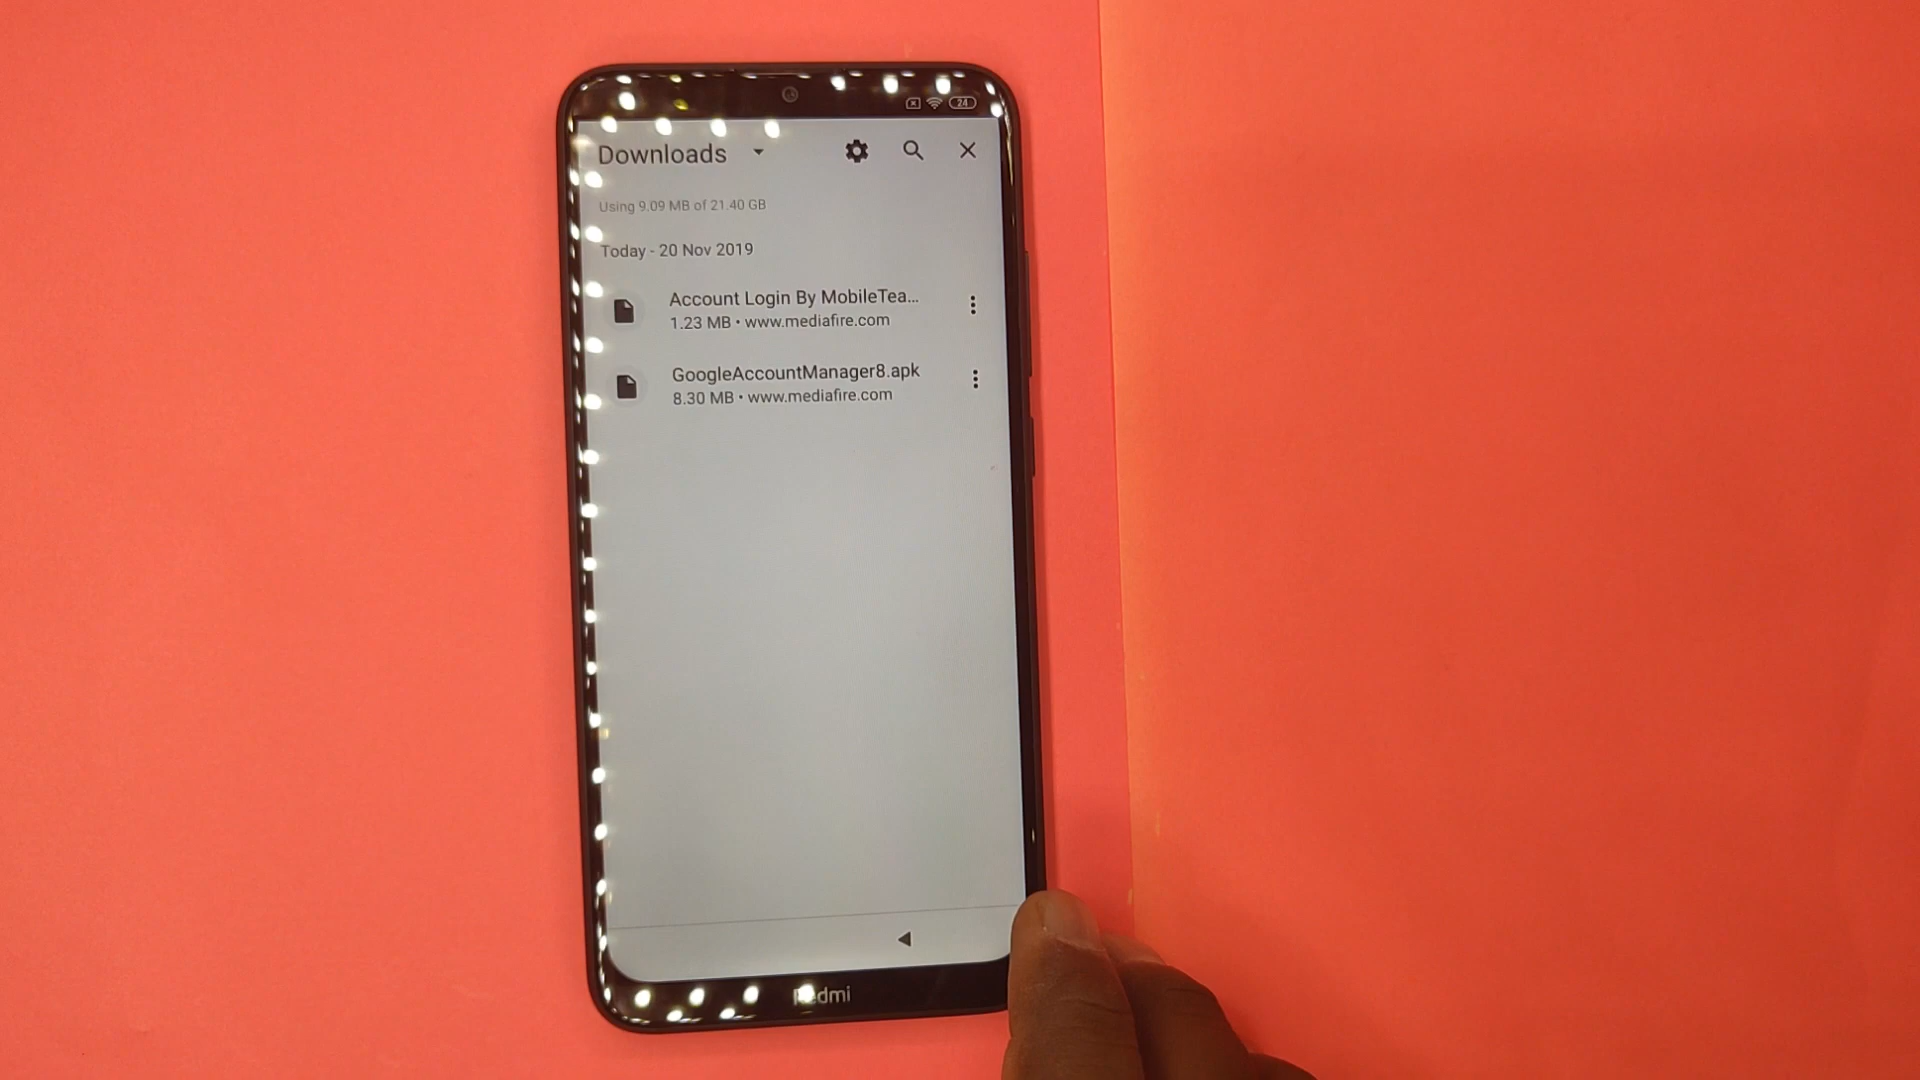 24
Downloads
Using 9.09 MB of 21.40 GB
Today - 20 Nov 2019
Account Login By MobileTea...
1.23 MB • www.mediafire.com
GoogleAccountManager8.apk
8.30 MB • www.mediafire.com
Redmi